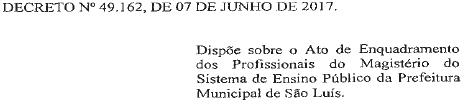 DECRETO Nº 49.162, DE 07 DE JUNHO DE 2017.
Dispõe sobre o Ato de Enquadramento
dos Profissionais do Magistério do
Sistema de Ensino Público da Prefeitura
Municipal de São Luís.